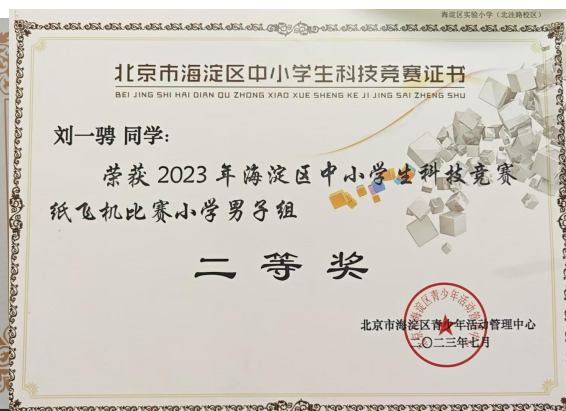 海淀区实验小学(北洼路校区)
北京市海淀区中小学生科技竞赛证书
BEI JING SHI HAI DIAN QU ZHONG XIAO XUE SHENG KE JI JING SAI ZHENG SHU
刘一骋 同学:
荣获 2023 年海淀区中小学生科技竞赛
纸飞机比赛小学男子组
二 等 奖
北京市海淀区青少年活动管理中心
二〇二三年七月